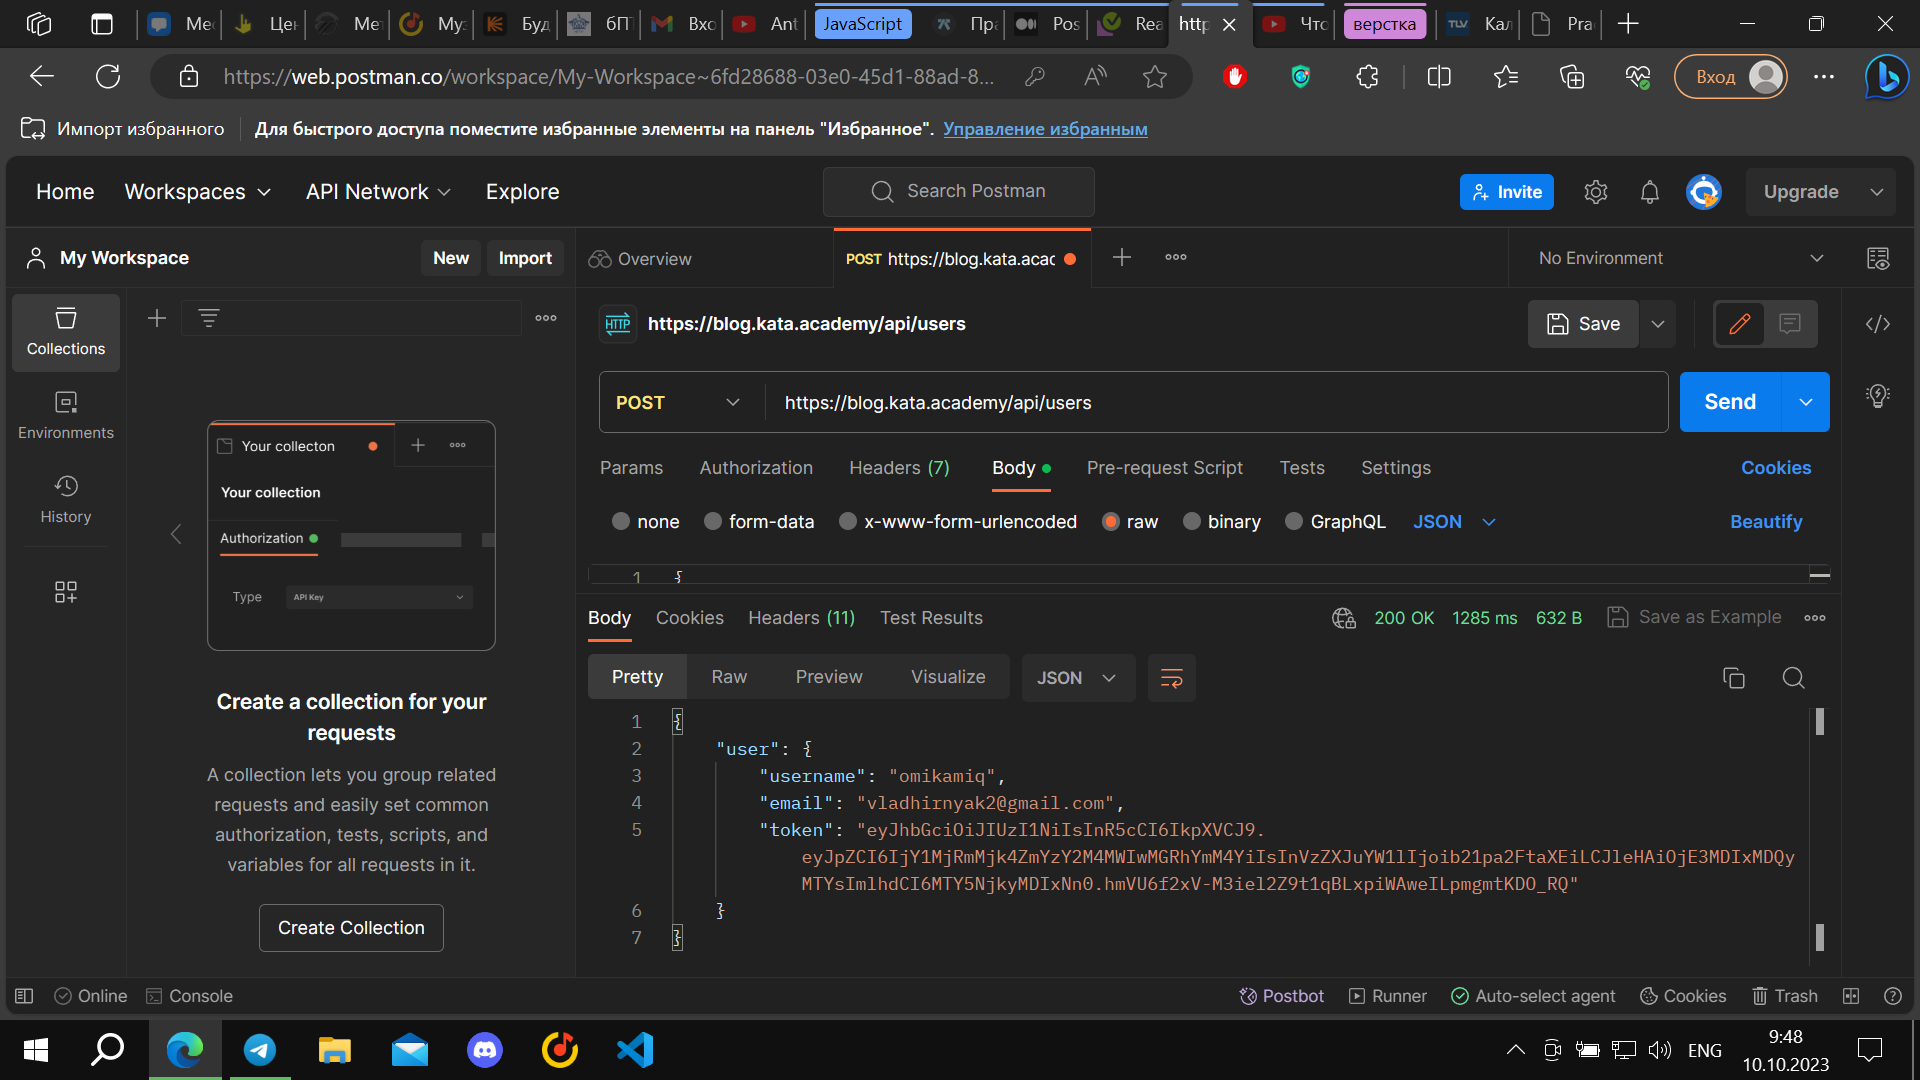 Мес
Цен
Мет
Муз
Буд
бПТ
Вхо
Ant
JavaScript
Пра
Pos
Rea
http
Что
верстка
Кал
Pra
https://web.postman.co/workspace/My-Workspace~6fd28688-03e0-45d1-88ad-8...
Вход
Импорт избранного
Для быстрого доступа поместите избранные элементы на панель "Избранное". Управление избранным
Home
Workspaces
API Network
Explore
Search Postman
Invite
Upgrade
My Workspace
New
Import
Overview
POST https://blog.kata.acad
No Environment
Collections
Environments
History
Your collecton
Your collection
Authorization
Type
API Key
Create a collection for your
requests
A collection lets you group related
requests and easily set common
authorization, tests, scripts, and
variables for all requests in it.
Create Collection
HTTP
https://blog.kata.academy/api/users
Save
POST
https://blog.kata.academy/api/users
Send
Params
Authorization
Headers (7)
Body
Pre-request Script
Tests
Settings
Cookies
none
form-data
x-www-form-urlencoded
raw
binary
GraphQL
JSON
Beautify
1 {
Body
Cookies
Headers (11)
Test Results
200 OK
1285 ms
632 B
Save as Example
Pretty
Raw
Preview
Visualize
JSON
1 {
2 "user": {
3 "username": "omikamiq",
4 "email": "vladhirnyak2@gmail.com",
5 "token": "eyJhbGciOiJIUzI1NiIsInR5cCI6IkpXVCJ9.
eyJpZCI6IjY1MjRmMjk4ZmYzY2M4MWIwMGRhYmM4YiIsInVzZXJuYW1lIjoib21pa2FtaXEiLCJleHAiOjE3MDIxMDQy
MTYsImlhdCI6MTY5NjkyMDIxNn0.hmVU6f2xV-M3iel2Z9t1qBLxpiWAweILpmgmtKDO_RQ"
6 }
7 }
Online
Console
Postbot
Runner
Auto-select agent
Cookies
Trash
ENG
9:48
10.10.2023